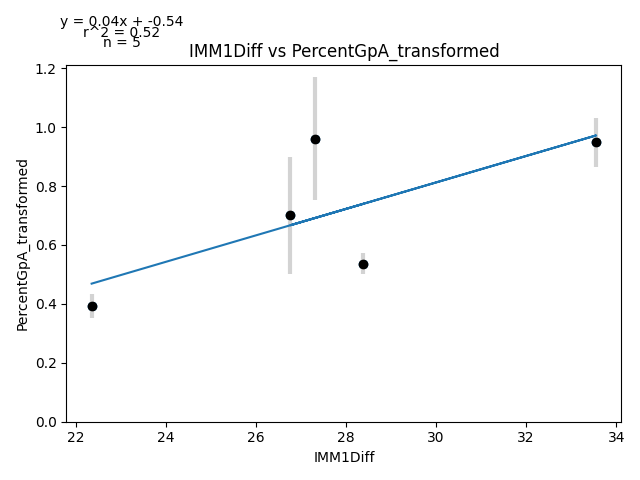 y = 0.04x + -0.54
r^2 = 0.52
n = 5
IMM1Diff vs PercentGpA_transformed
1.2
1.0
0.8
0.6
0.4
0.2
0.0
PercentGpA_transformed
22 24 26 28 30 32 34
IMM1Diff